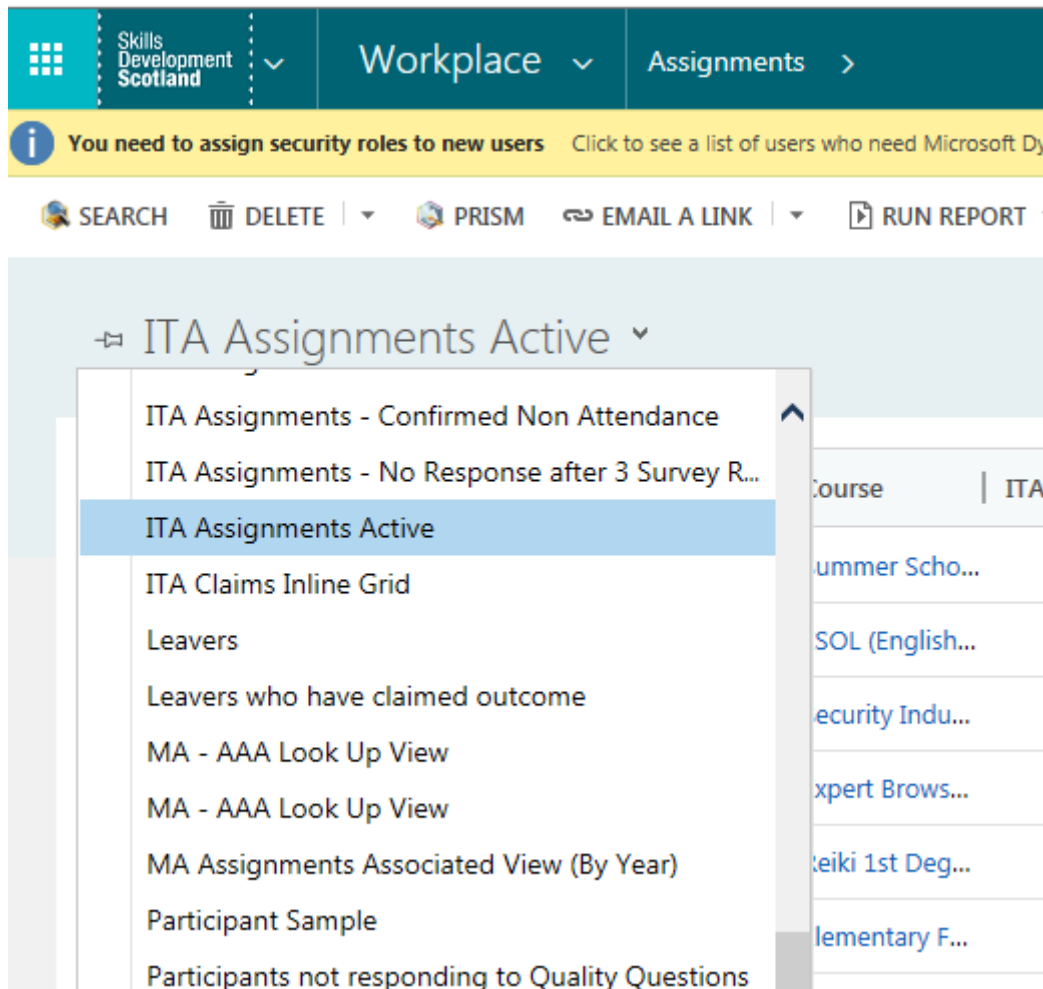 Skills
Development
Scotland
Workplace
Assignments
You need to assign security roles to new users Click to see a list of users who need Microsoft Dy
SEARCH DELETE PRISM EMAIL A LINK RUN REPORT
ITA Assignments Active
ITA Assignments - Confirmed Non Attendance
ITA Assignments - No Response after 3 Survey R...
ITA Assignments Active
ITA Claims Inline Grid
Leavers
Leavers who have claimed outcome
MA - AAA Look Up View
MA - AAA Look Up View
MA Assignments Associated View (By Year)
Participant Sample
Participants not responding to Quality Questions
Course ITA
ummer Scho...
SOL (English...
ecurity Indu...
xpert Brows...
Reiki 1st Deg...
lementary F...